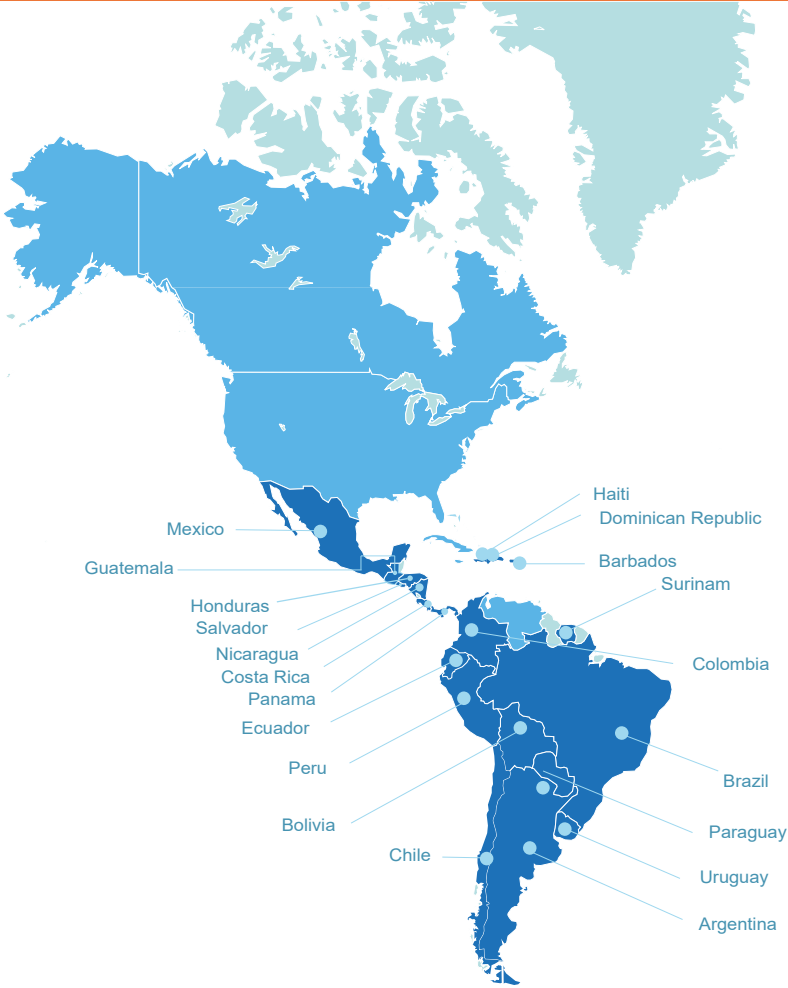 Haiti
Dominican Republic
Mexico
Barbados
Guatemala
Surinam
Honduras
Salvador
Nicaragua
Colombia
Costa Rica
Panama
Ecuador
Peru
Brazil
Bolivia
Paraguay
Chile
Uruguay
Argentina